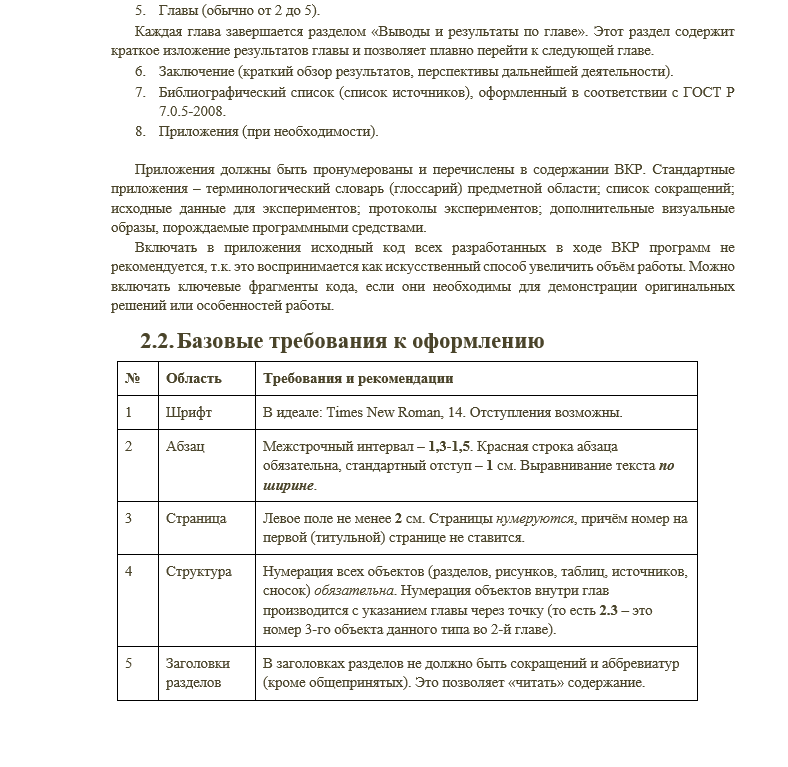 5. Главы (обычно от 2 до 5).
Каждая глава завершается разделом «Выводы и результаты по главе». Этот раздел содержит
краткое изложение результатов главы и позволяет плавно перейти к следующей главе.
6. Заключение (краткий обзор результатов, перспективы дальнейшей деятельности).
7. Библиографический список (список источников), оформленный в соответствии с ГОСТ Р
7.0.5-2008.
8. Приложения (при необходимости).
Приложения должны быть пронумерованы и перечислены в содержании ВКР. Стандартные
приложения – терминологический словарь (глоссарий) предметной области; список сокращений;
исходные данные для экспериментов; протоколы экспериментов; дополнительные визуальные
образы, порождаемые программными средствами.
Включать в приложения исходный код всех разработанных в ходе ВКР программ не
рекомендуется, т.к. это воспринимается как искусственный способ увеличить объём работы. Можно
включать ключевые фрагменты кода, если они необходимы для демонстрации оригинальных
решений или особенностей работы.
2.2. Базовые требования к оформлению
№ Область Требования и рекомендации
1 Шрифт В идеале: Times New Roman, 14. Отступления возможны.
2 Абзац Межстрочный интервал – 1,3-1,5. Красная строка абзаца
обязательна, стандартный отступ – 1 см. Выравнивание текста по
ширине.
3 Страница Левое поле не менее 2 см. Страницы нумеруются, причём номер на
первой (титульной) странице не ставится.
4 Структура Нумерация всех объектов (разделов, рисунков, таблиц, источников,
сносок) обязательна. Нумерация объектов внутри глав
производится с указанием главы через точку (то есть 2.3 – это
номер 3-го объекта данного типа во 2-й главе).
5 Заголовки В заголовках разделов не должно быть сокращений и аббревиатур
разделов (кроме общепринятых). Это позволяет «читать» содержание.